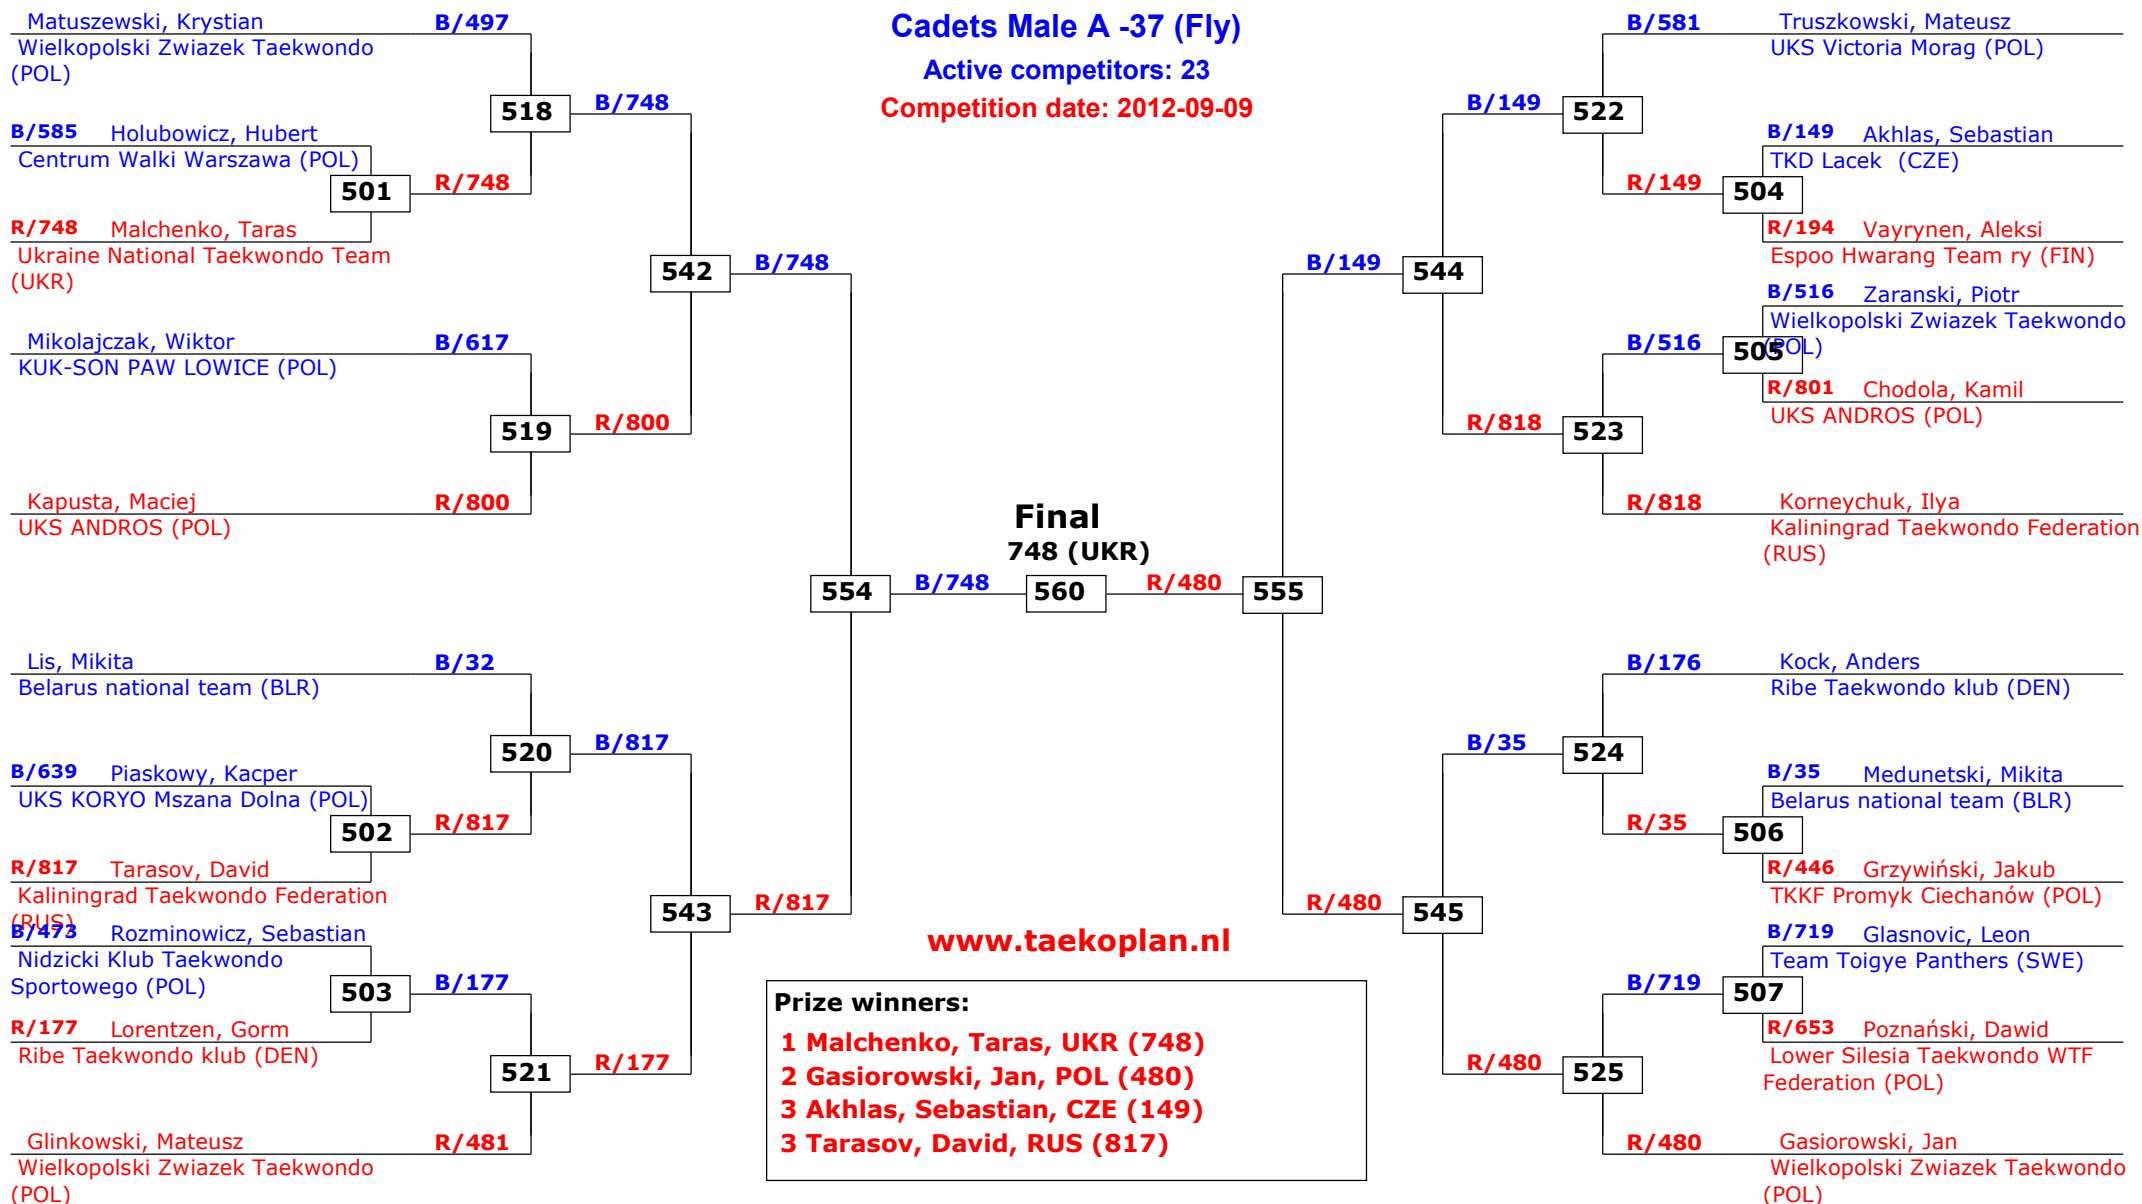 Cadets Male A -37 (Fly)
Active competitors: 23
Competition date: 2012-09-09
Matuszewski, Krystian B/497
Wielkopolski Zwiazek Taekwondo
(POL)
518 B/748
B/585 Holubowicz, Hubert
Centrum Walki Warszawa (POL)
501 R/748
R/748 Malchenko, Taras
Ukraine National Taekwondo Team
(UKR)
542 B/748
Mikolajczak, Wiktor B/617
KUK-SON PAW LOWICE (POL)
519 R/800
Kapusta, Maciej R/800
UKS ANDROS (POL)
Lis, Mikita B/32
Belarus national team (BLR)
520 B/817
B/639 Piaskowy, Kacper
UKS KORYO Mszana Dolna (POL)
502 R/817
R/817 Tarasov, David
Kaliningrad Taekwondo Federation
(RUS)
543 R/817
B/473 Rozminowicz, Sebastian
Nidzicki Klub Taekwondo
Sportowego (POL)
503 B/177
R/177 Lorentzen, Gorm
Ribe Taekwondo klub (DEN)
521 R/177
Glinkowski, Mateusz R/481
Wielkopolski Zwiazek Taekwondo
(POL)
Final
748 (UKR)
554 B/748 560 R/480 555
B/581 Truszkowski, Mateusz
UKS Victoria Morag (POL)
B/149 522
B/149 Akhlas, Sebastian
TKD Lacek (CZE)
R/149 504
R/194 Vayrynen, Aleksi
Espoo Hwarang Team ry (FIN)
B/149 544
B/516 Zaranski, Piotr
Wielkopolski Zwiazek Taekwondo
(POL)
B/516 505
R/801 Chodola, Kamil
UKS ANDROS (POL)
R/818 523
R/818 Korneychuk, Ilya
Kaliningrad Taekwondo Federation
(RUS)
B/176 Kock, Anders
Ribe Taekwondo klub (DEN)
B/35 524
B/35 Medunetski, Mikita
Belarus national team (BLR)
R/35 506
R/446 Grzywiński, Jakub
TKKF Promyk Ciechanów (POL)
R/480 545
B/719 Glasnovic, Leon
Team Toigye Panthers (SWE)
B/719 507
R/653 Poznański, Dawid
Lower Silesia Taekwondo WTF
Federation (POL)
R/480 525
R/480 Gasiorowski, Jan
Wielkopolski Zwiazek Taekwondo
(POL)
www.taekoplan.nl
Prize winners:
1 Malchenko, Taras, UKR (748)
2 Gasiorowski, Jan, POL (480)
3 Akhlas, Sebastian, CZE (149)
3 Tarasov, David, RUS (817)